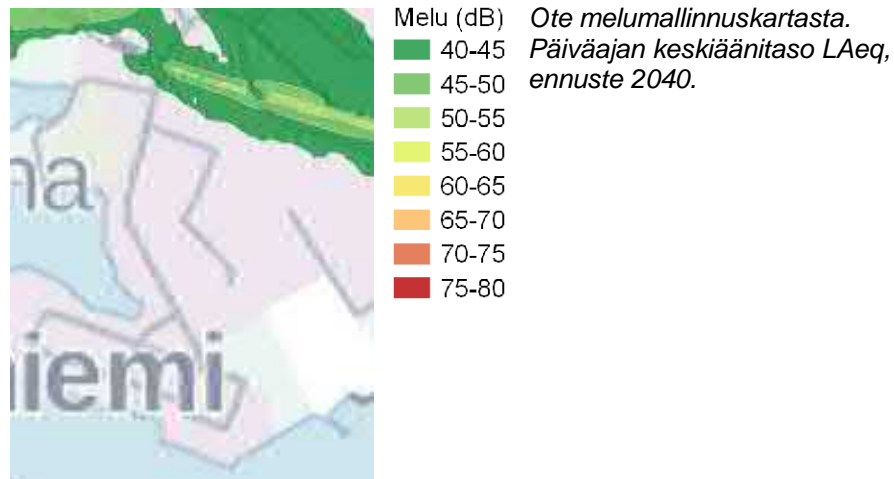 na
niemi
Melu (dB)
40-45
45-50
50-55
55-60
60-65
65-70
70-75
75-80
Ote melumallinnuskartasta.
Päiväajan keskiäänitaso LAeq,
ennuste 2040.